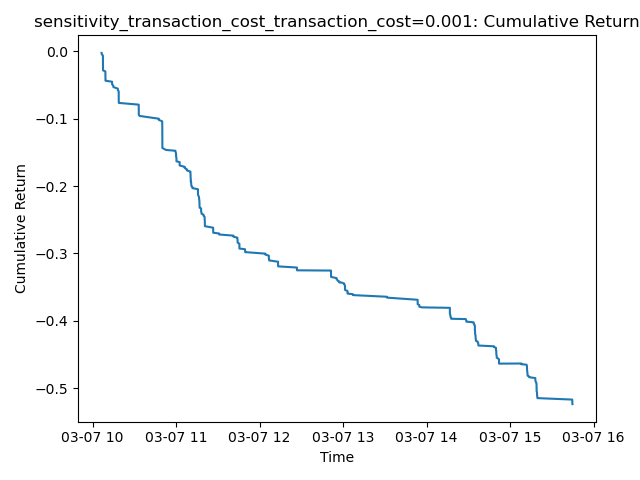 sensitivity_transaction_cost_transaction_cost=0.001: Cumulative Return
0.0
−0.1
−0.2
−0.3
−0.4
−0.5
Cumulative Return
03-07 10 03-07 11 03-07 12 03-07 13 03-07 14 03-07 15 03-07 16
Time